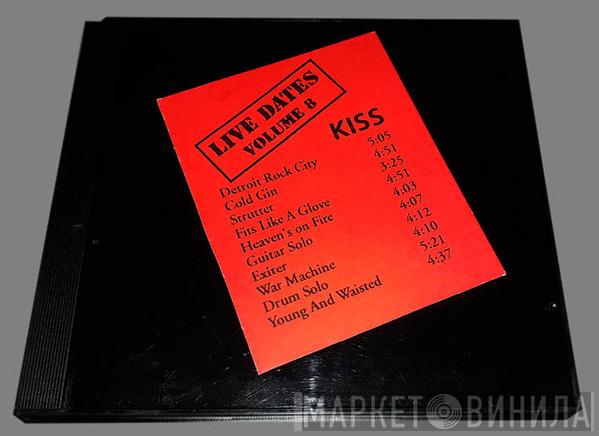 LIVE DATES
VOLUME 8
KISS
Detroit Rock City 5:05
Cold Gin 4:51
Strutter 3:25
Fits Like A Glove 4:51
Heaven's on Fire 4:03
Guitar Solo 4:07
Exiter 4:12
War Machine 4:10
Drum Solo 5:21
Young And Waisted 4:37
МАРКЕТ ВИНИЛА